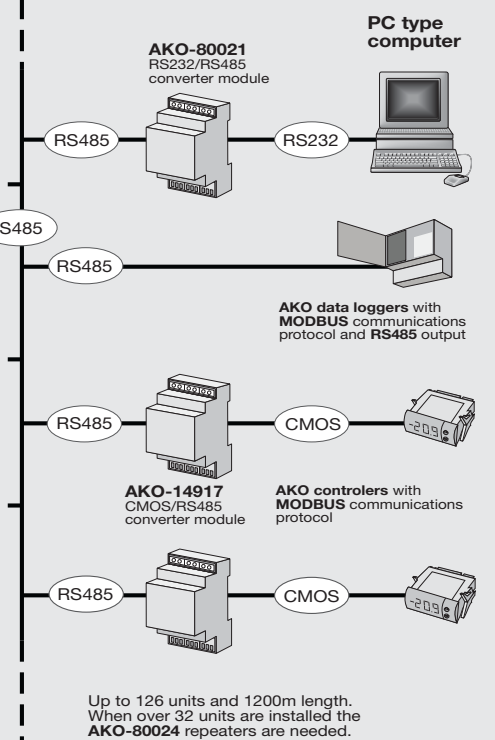 PC type
computer
AKO-80021
RS232/RS485
converter module
RS485
RS232
S485
RS485
AKO data loggers with
MODBUS communications
protocol and RS485 output
RS485
CMOS
-209
AKO-14917
CMOS/RS485
converter module
AKO controlers with
MODBUS communications
protocol
RS485
CMOS
-209
Up to 126 units and 1200m length.
When over 32 units are installed the
AKO-80024 repeaters are needed.